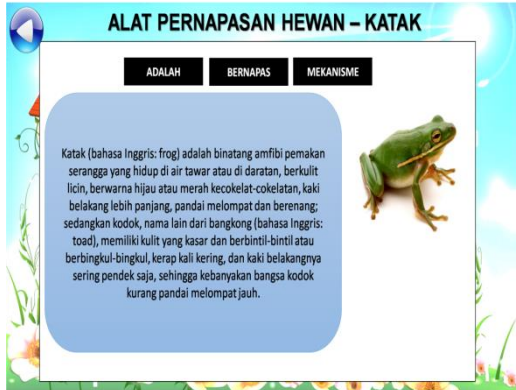 ALAT PERNAPASAN HEWAN – KATAK
ADALAH
BERNAPAS
MEKANISME
Katak (bahasa Inggris: frog) adalah binatang amfibi pemakan
serangga yang hidup di air tawar atau di daratan, berkulit
licin, berwarna hijau atau merah kecokelat-cokelatan, kaki
belakang lebih panjang, pandai melompat dan berenang;
sedangkan kodok, nama lain dari bangkong (bahasa Inggris:
toad), memiliki kulit yang kasar dan berbintil-bintil atau
berbingkul-bingkul, kerap kali kering, dan kaki belakangnya
sering pendek saja, sehingga kebanyakan bangsa kodok
kurang pandai melompat jauh.